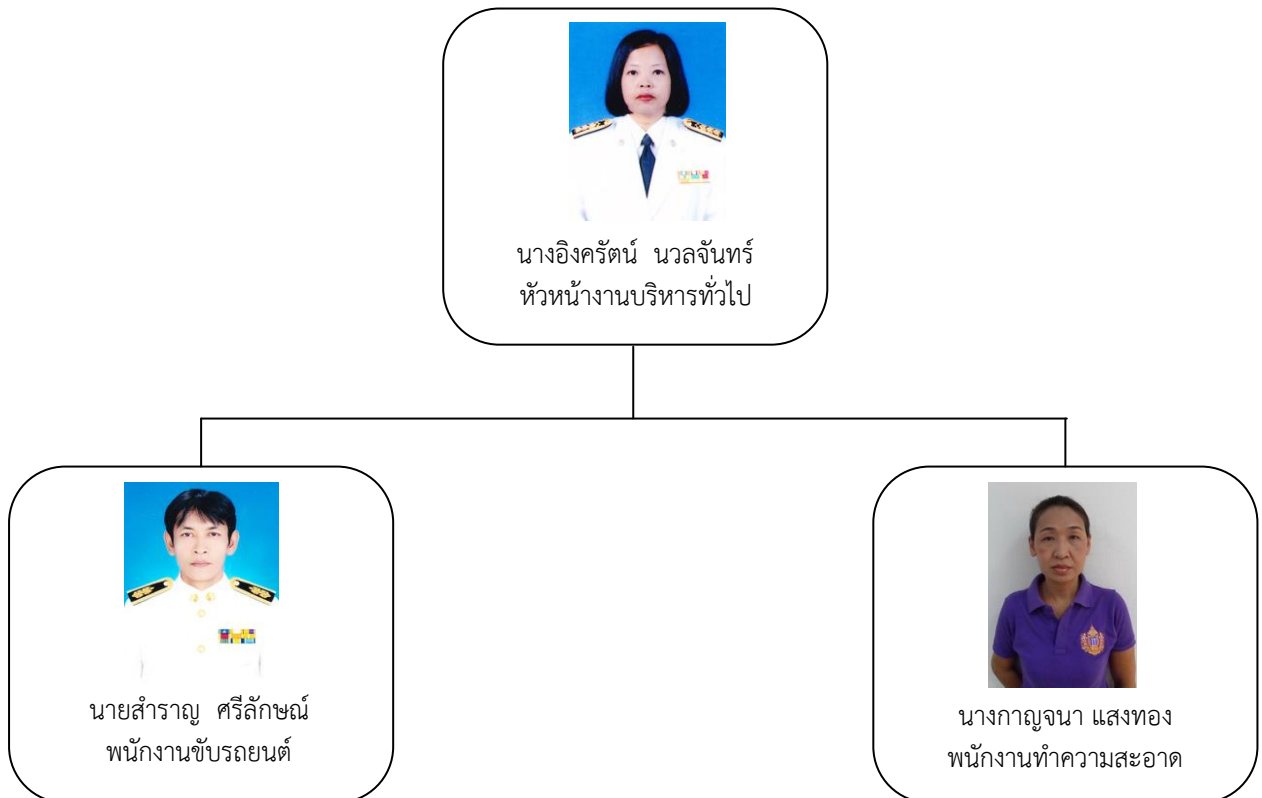 นางอิงครัตน์ นวลจันทร์
หัวหน้างานบริหารทั่วไป
นายสำราญ ศรีลักษณ์
พนักงานขับรถยนต์
นางกาญจนา แสงทอง
พนักงานทำความสะอาด